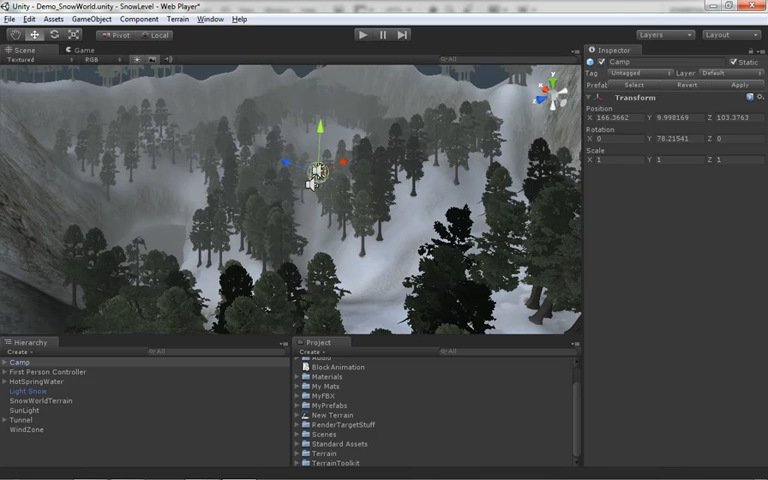 Unity - Demo_SnowWorld.unity - SnowLevel - Web Player*
File Edit Assets GameObject Component Terrain Window Help
Pivot Local Layers Layout
Scene Game
Textured RGB All
y
x
z
Inspector
Camp Static
Tag Untagged Layer Default
Prefab Select Revert Apply
Transform
Position
X 166.3662 Y 9.998169 Z 103.3763
Rotation
X 0 Y 78.21541 Z 0
Scale
X 1 Y 1 Z 1
Hierarchy
Create All
Camp
First Person Controller
HotSpringWater
Light Snow
SnowWorldTerrain
SunLight
Tunnel
WindZone
Project
Create All
Audio
BlockAnimation
Materials
My Mats
MyFBX
MyPrefabs
New Terrain
RenderTargetStuff
Scenes
Standard Assets
Terrain
TerrainToolkit